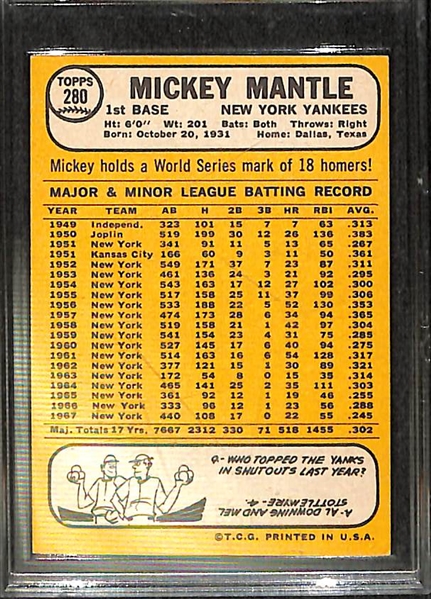 TOPPS
280
MICKEY MANTLE
1st BASE NEW YORK YANKEES
Ht: 6'0" Wt: 201 Bats: Both Throws: Right
Born: October 20, 1931 Home: Dallas, Texas
Mickey holds a World Series mark of 18 homers!
MAJOR & MINOR LEAGUE BATTING RECORD
YEAR TEAM AB H 2B 3B HR RBI AVG.
1949 Independ. 323 101 15 7 7 63 .313
1950 Joplin 519 199 30 12 26 136 .383
1951 New York 341 91 11 5 13 65 .267
1951 Kansas City 166 60 9 3 11 50 .361
1952 New York 549 171 37 7 23 87 .311
1953 New York 461 136 24 3 21 92 .295
1954 New York 543 163 17 12 27 102 .300
1955 New York 517 158 25 11 37 99 .306
1956 New York 533 188 22 5 52 130 .353
1957 New York 474 173 28 6 34 94 .365
1958 New York 519 158 21 1 42 97 .304
1959 New York 541 154 23 4 31 75 .285
1960 New York 527 145 17 6 40 94 .275
1961 New York 514 163 16 6 54 128 .317
1962 New York 377 121 15 1 30 89 .321
1963 New York 172 54 8 0 15 35 .314
1964 New York 465 141 25 2 35 111 .303
1965 New York 361 92 12 1 19 46 .255
1966 New York 333 96 12 1 23 56 .288
1967 New York 440 108 17 0 22 55 .245
Maj. Totals 17 Yrs. 7667 2312 330 71 518 1455 .302
Q- WHO TOPPED THE YANKS
IN SHUTOUTS LAST YEAR?
A- AL DOWNING AND MEL
STOTTLEMYRE - 4.
©T.C.G. PRINTED IN U.S.A.